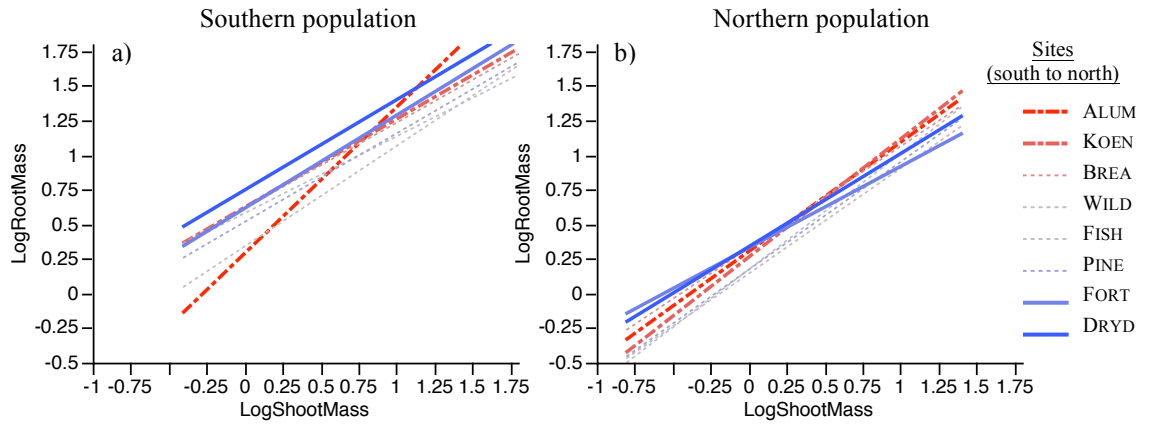 Southern population
Northern population
a)
b)
1.75
1.5
1.25
1
0.75
0.5
0.25
0
-0.25
-0.5
LogRootMass
-1 -0.75 -0.25 0 0.25 0.5 0.75 1 1.25 1.5 1.75
LogShootMass
1.75
1.5
1.25
1
0.75
0.5
0.25
0
-0.25
-0.5
LogRootMass
-1 -0.75 -0.25 0 0.25 0.5 0.75 1 1.25 1.5 1.75
LogShootMass
Sites
(south to north)
ALUM
KOEN
BREA
WILD
FISH
PINE
FORT
DRYD